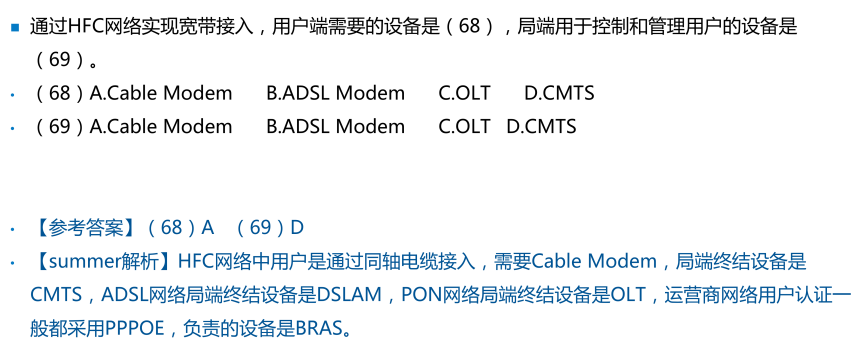 通过HFC网络实现宽带接入，用户端需要的设备是（68），局端用于控制和管理用户的设备是
（69）。
（68）A.Cable Modem B.ADSL Modem C.OLT D.CMTS
（69）A.Cable Modem B.ADSL Modem C.OLT D.CMTS
【参考答案】（68）A （69）D
【summer解析】HFC网络中用户是通过同轴电缆接入，需要Cable Modem，局端终结设备是
CMTS，ADSL网络局端终结设备是DSLAM，PON网络局端终结设备是OLT，运营商网络用户认证一
般都采用PPPOE，负责的设备是BRAS。